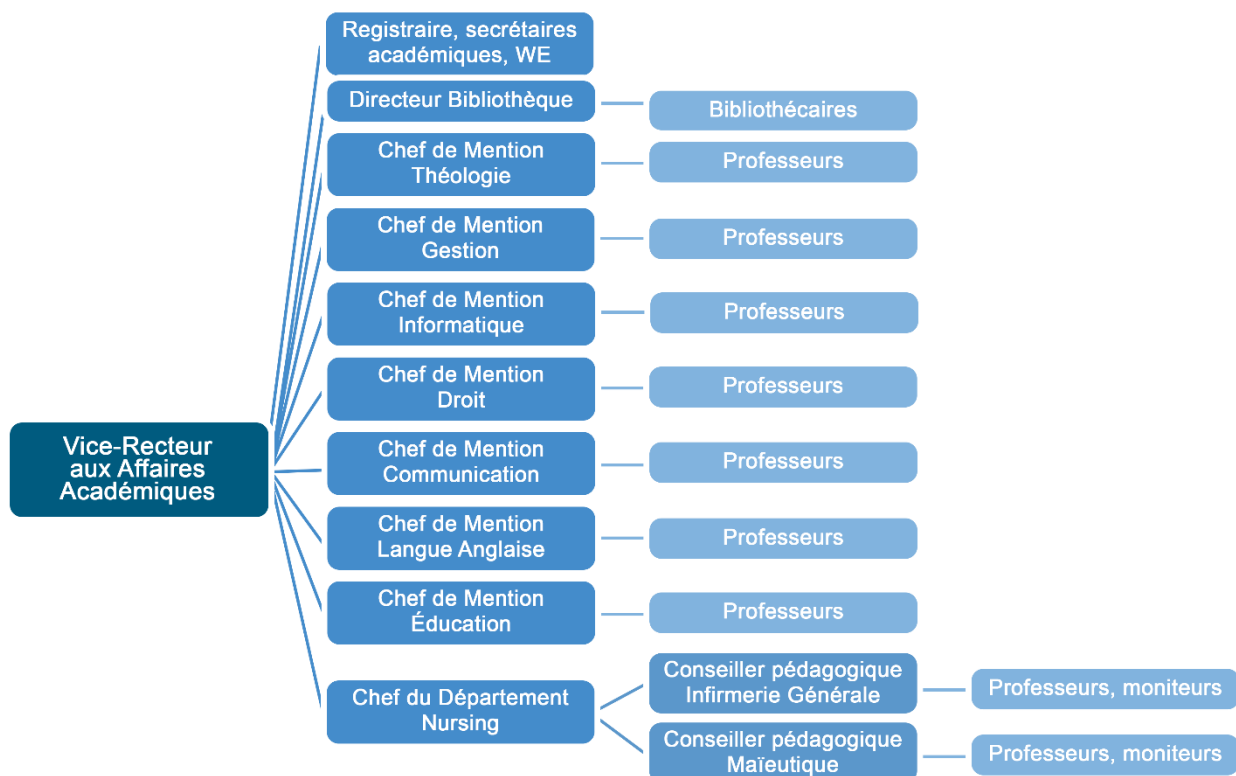 Registraire, secrétaires
académiques, WE
Directeur Bibliothèque
Bibliothécaires
Chef de Mention
Théologie
Professeurs
Chef de Mention
Gestion
Professeurs
Chef de Mention
Informatique
Professeurs
Chef de Mention
Droit
Professeurs
Vice-Recteur
aux Affaires
Académiques
Chef de Mention
Communication
Professeurs
Chef de Mention
Langue Anglaise
Professeurs
Chef de Mention
Éducation
Professeurs
Chef du Département
Nursing
Conseiller pédagogique
Infirmerie Générale
Professeurs, moniteurs
Conseiller pédagogique
Maïeutique
Professeurs, moniteurs